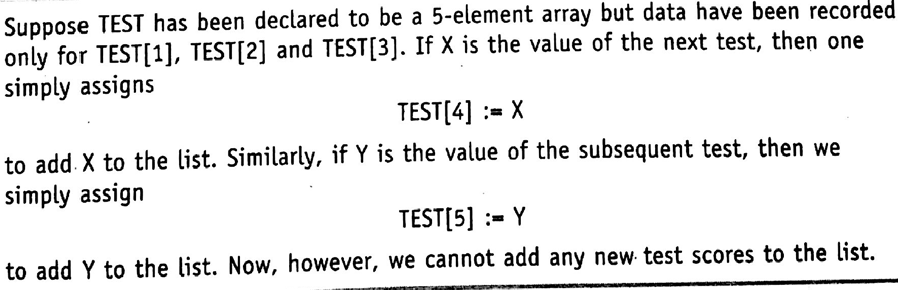 Suppose TEST has been declared to be a 5-element array but data have been recorded
only for TEST[1], TEST[2] and TEST[3]. If X is the value of the next test, then one
simply assigns
TEST[4] := X
to add X to the list. Similarly, if Y is the value of the subsequent test, then we
simply assign
TEST[5] := Y
to add Y to the list. Now, however, we cannot add any new test scores to the list.